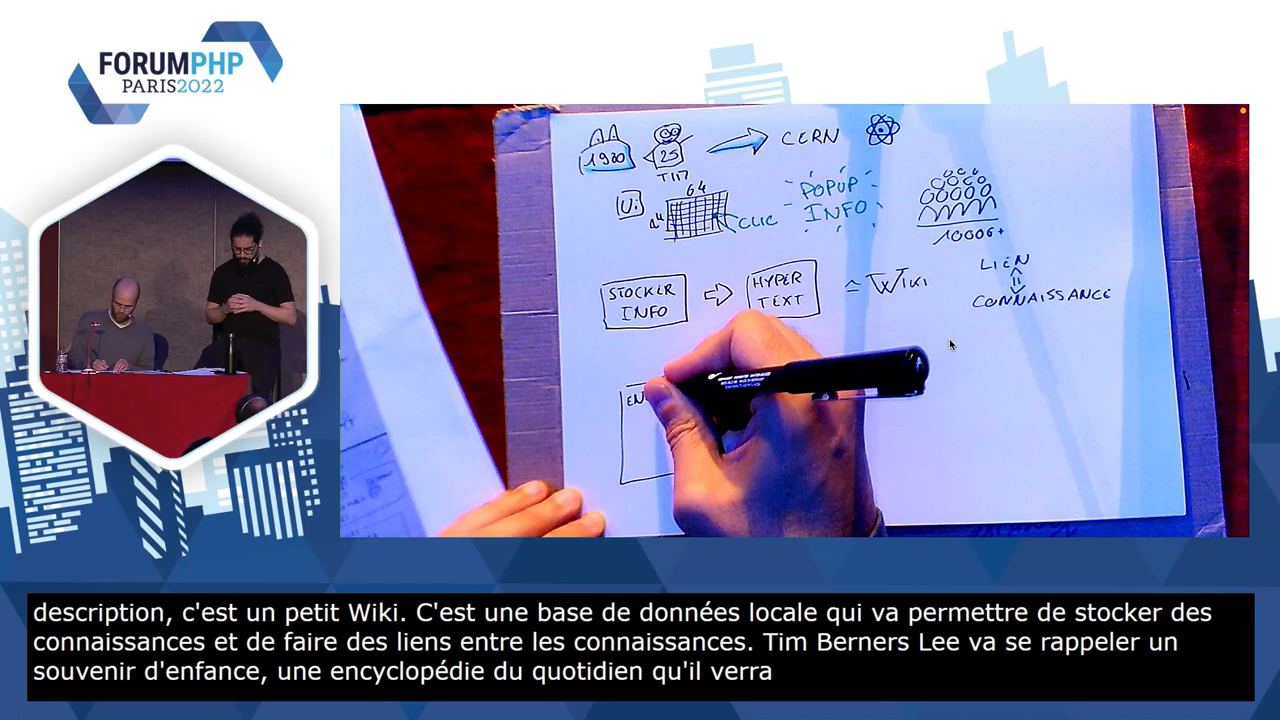 FORUMPHP
PARIS2022
1980
25
CERN
TIM
64
Ui
CLIC
POPUP
INFO
10000+
STOCKER
INFO
HYPER
TEXT
= WIKI
LIEN
CONNAISSANCE
EN
description, c'est un petit Wiki. C'est une base de données locale qui va permettre de stocker des
connaissances et de faire des liens entre les connaissances. Tim Berners Lee va se rappeler un
souvenir d'enfance, une encyclopédie du quotidien qu'il verra